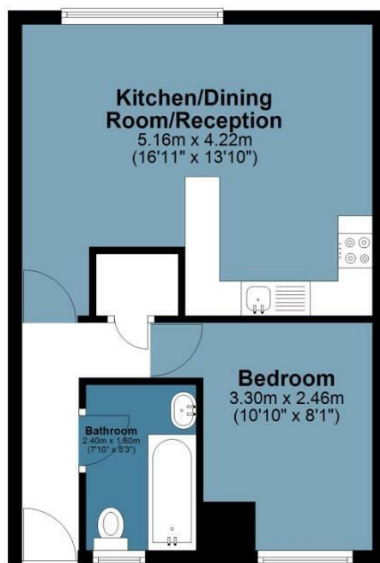 Kitchen/Dining
Room/Reception
5.16m x 4.22m
(16'11" x 13'10")
Bedroom
3.30m x 2.46m
(10'10" x 8'1")
Bathroom
2.40m x 1.60m
(7'10" x 5'3")